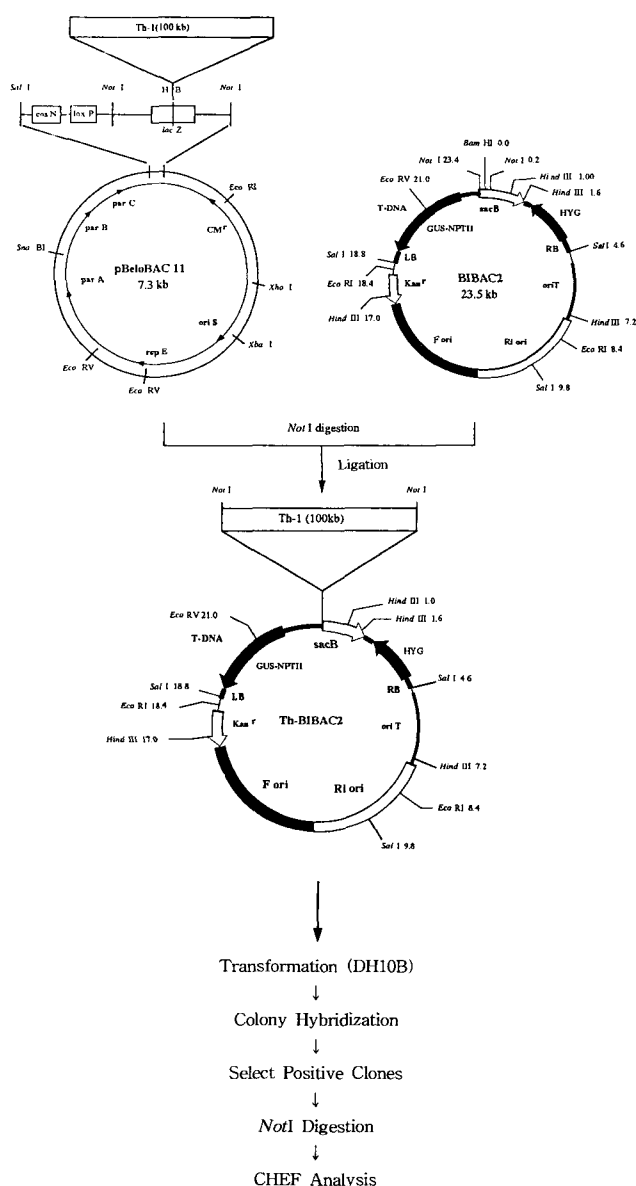 Th-1(100 kb)
Sal I
Not I
H B
Not I
cos N
lox P
lac Z
Eco RI
par C
CMʳ
par B
Sna BI
pBeloBAC 11
7.3 kb
par A
Xho I
ori S
Xba I
rep E
Eco RV
Eco RV
Bam HI 0.0
Not I 23.4
Not I 0.2
Hind III 1.00
Hind III 1.6
Eco RV 21.0
sacB
T-DNA
HYG
GUS-NPTII
RB
Sal I 4.6
Sal I 18.8
LB
Eco RI 18.4
Kanʳ
BIBAC2
23.5 kb
oriT
Hind III 17.0
Hind III 7.2
F ori
Ri ori
Eco RI 8.4
Sal I 9.8
Not I digestion
Ligation
Not I
Not I
Th-1 (100kb)
Hind III 1.0
Hind III 1.6
Eco RV 21.0
sacB
T-DNA
HYG
GUS-NPTII
RB
Sal I 4.6
Sal I 18.8
LB
Eco RI 18.4
Kanʳ
Th-BIBAC2
ori T
Hind III 17.0
Hind III 7.2
F ori
Ri ori
Eco RI 8.4
Sal I 9.8
Transformation (DH10B)
↓
Colony Hybridization
↓
Select Positive Clones
↓
NotI Digestion
↓
CHEF Analysis